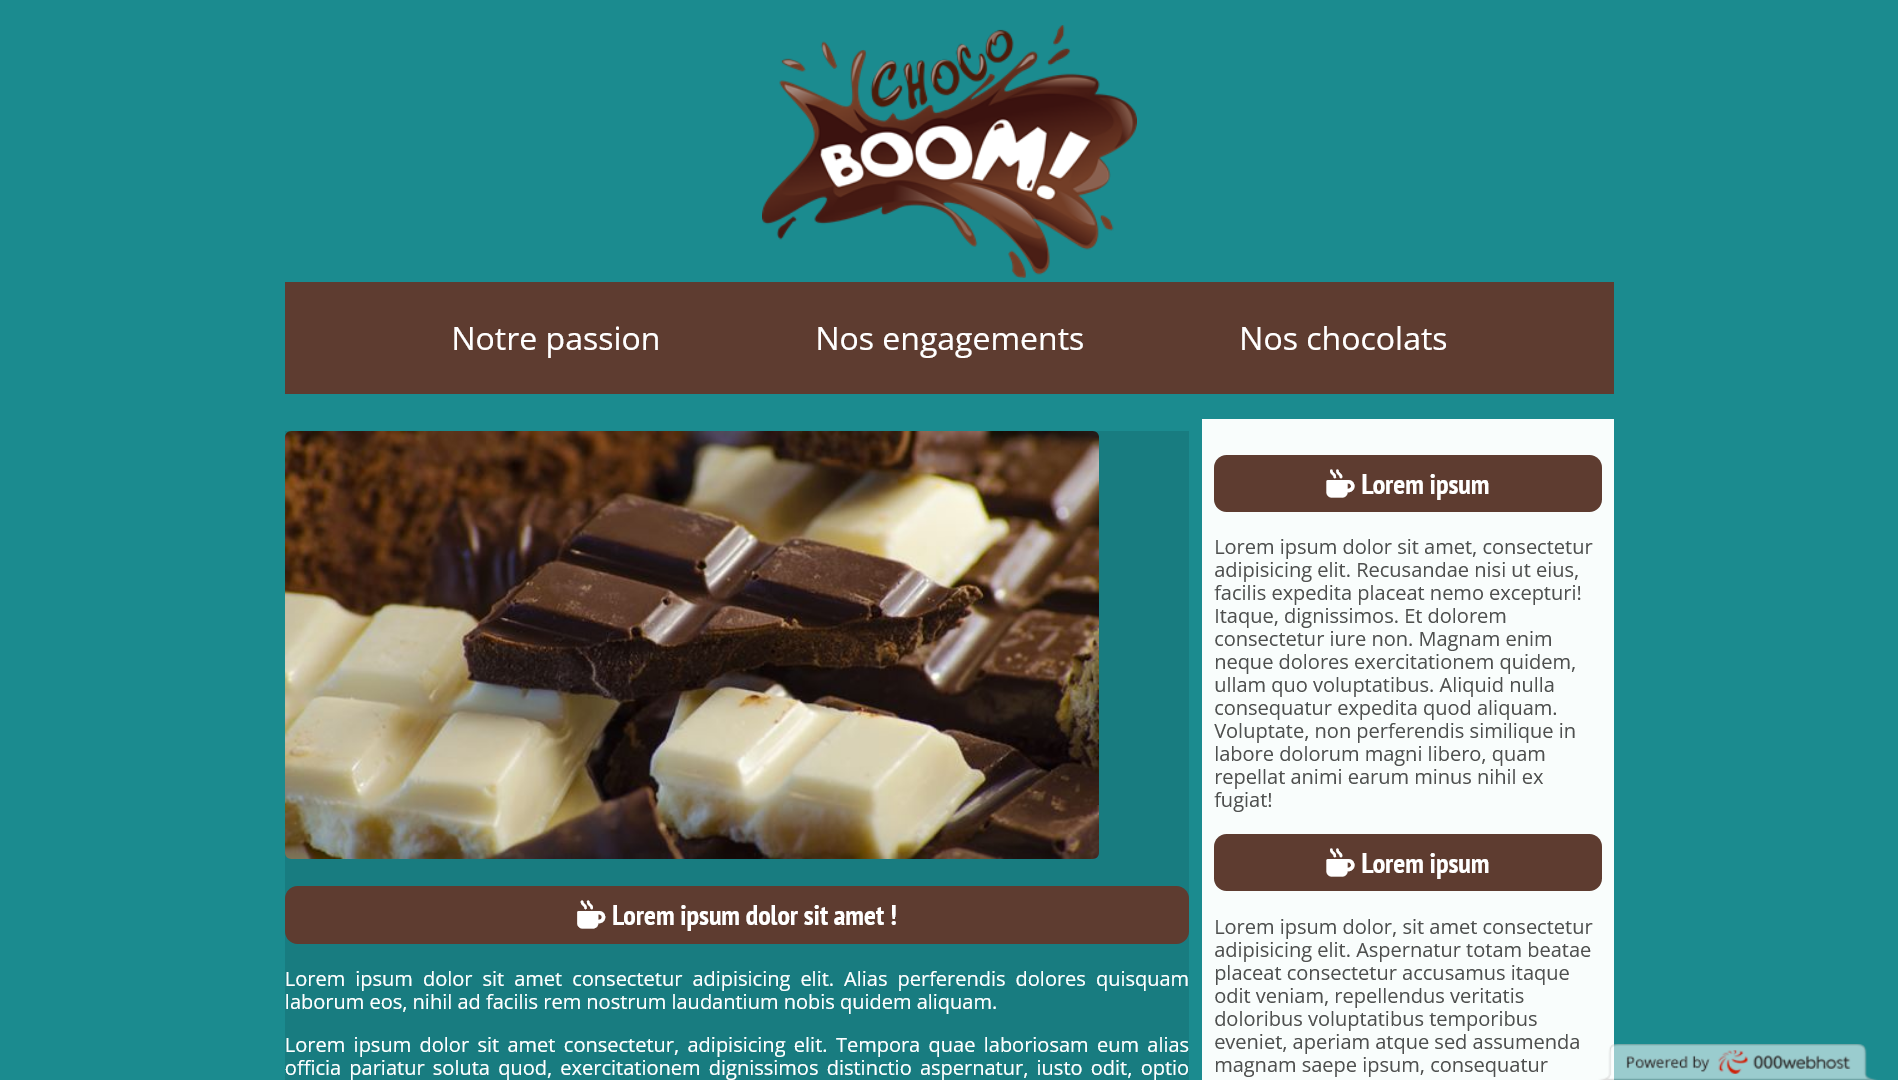 CHOCO
BOOM!
Notre passion
Nos engagements
Nos chocolats
Lorem ipsum dolor sit amet !
Lorem ipsum dolor sit amet consectetur adipisicing elit. Alias perferendis dolores quisquam
laborum eos, nihil ad facilis rem nostrum laudantium nobis quidem aliquam.
Lorem ipsum dolor sit amet consectetur, adipisicing elit. Tempora quae laboriosam eum alias
officia pariatur soluta quod, exercitationem dignissimos distinctio aspernatur, iusto odit, optio
Lorem ipsum
Lorem ipsum dolor sit amet, consectetur
adipisicing elit. Recusandae nisi ut eius,
facilis expedita placeat nemo excepturi!
Itaque, dignissimos. Et dolorem
consectetur iure non. Magnam enim
neque dolores exercitationem quidem,
ullam quo voluptatibus. Aliquid nulla
consequatur expedita quod aliquam.
Voluptate, non perferendis similique in
labore dolorum magni libero, quam
repellat animi earum minus nihil ex
fugiat!
Lorem ipsum
Lorem ipsum dolor, sit amet consectetur
adipisicing elit. Aspernatur totam beatae
placeat consectetur accusamus itaque
odit veniam, repellendus veritatis
doloribus voluptatibus temporibus
eveniet, aperiam atque sed assumenda
magnam saepe ipsum, consequatur
Powered by 000webhost